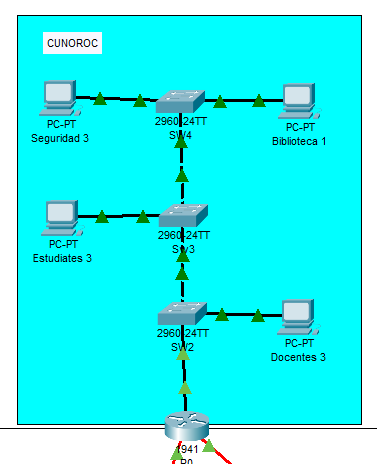 CUNOROC
PC-PT
Seguridad 3
2960-24TT
SW4
PC-PT
Biblioteca 1
PC-PT
Estudiates 3
2960-24TT
Sw3
2960-24TT
SW2
PC-PT
Docentes 3
1941
R0